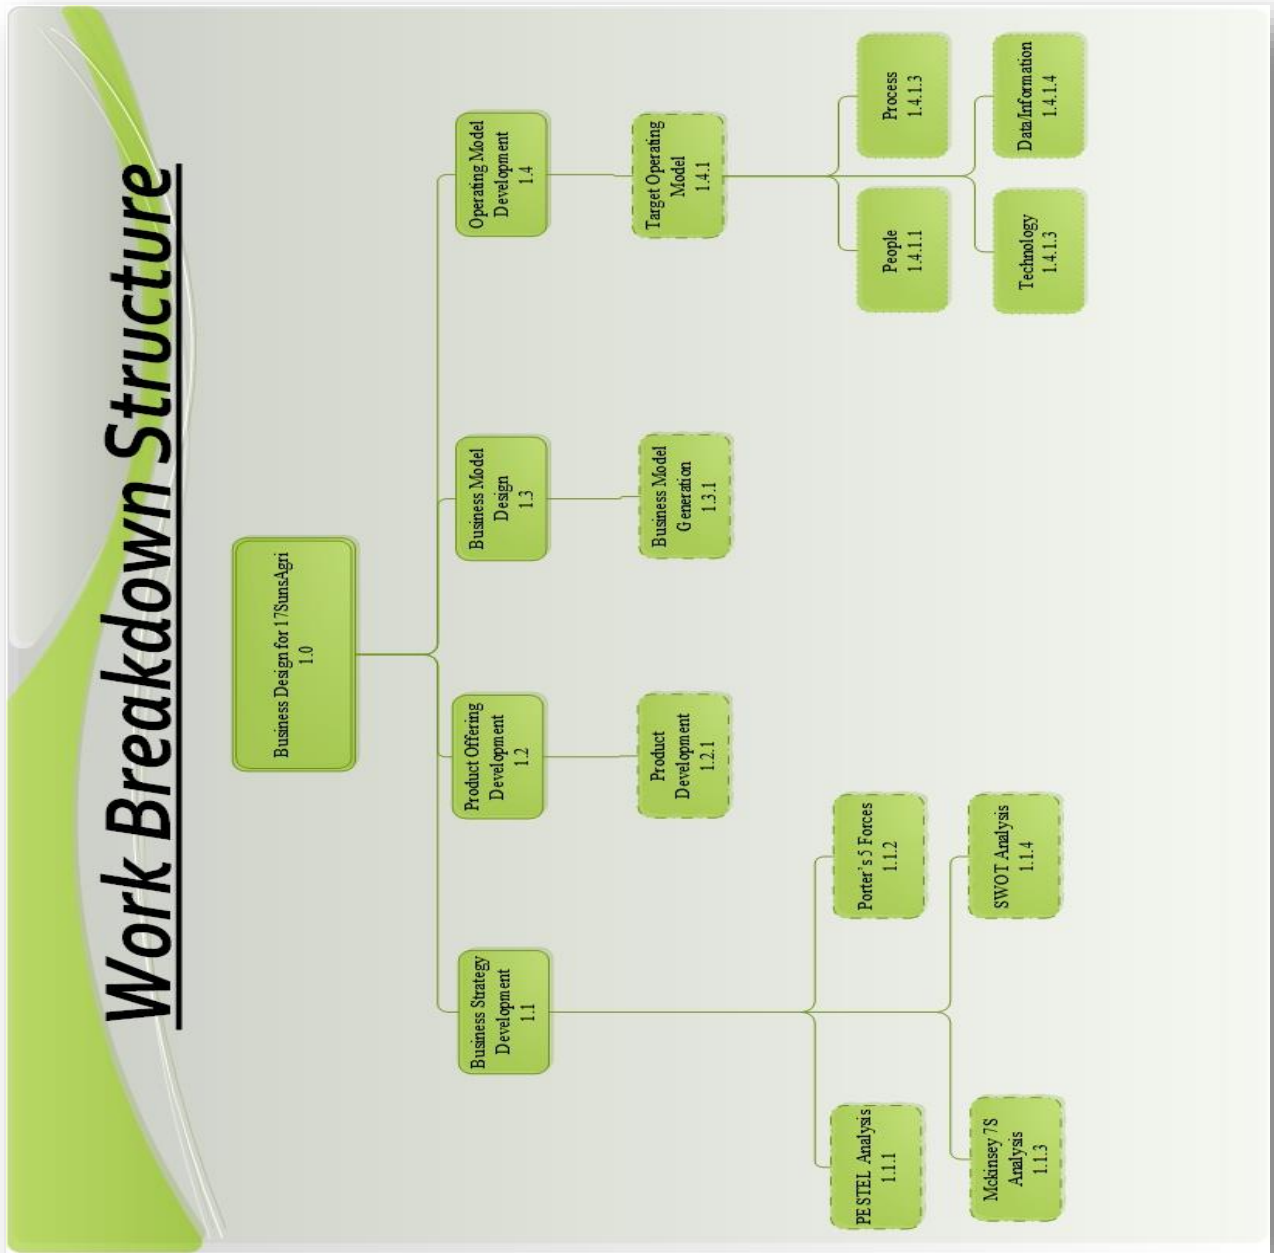 Work Breakdown Structure
Business Design for 17SunsAgri
1.0
Business Strategy
Development
1.1
Product Offering
Development
1.2
Business Model
Design
1.3
Operating Model
Development
1.4
Product
Development
1.2.1
Business Model
Generation
1.3.1
Target Operating
Model
1.4.1
PESTEL Analysis
1.1.1
Porter's 5 Forces
1.1.2
People
1.4.1.1
Process
1.4.1.3
Mckinsey 7S
Analysis
1.1.3
SWOT Analysis
1.1.4
Technology
1.4.1.3
Data/Information
1.4.1.4